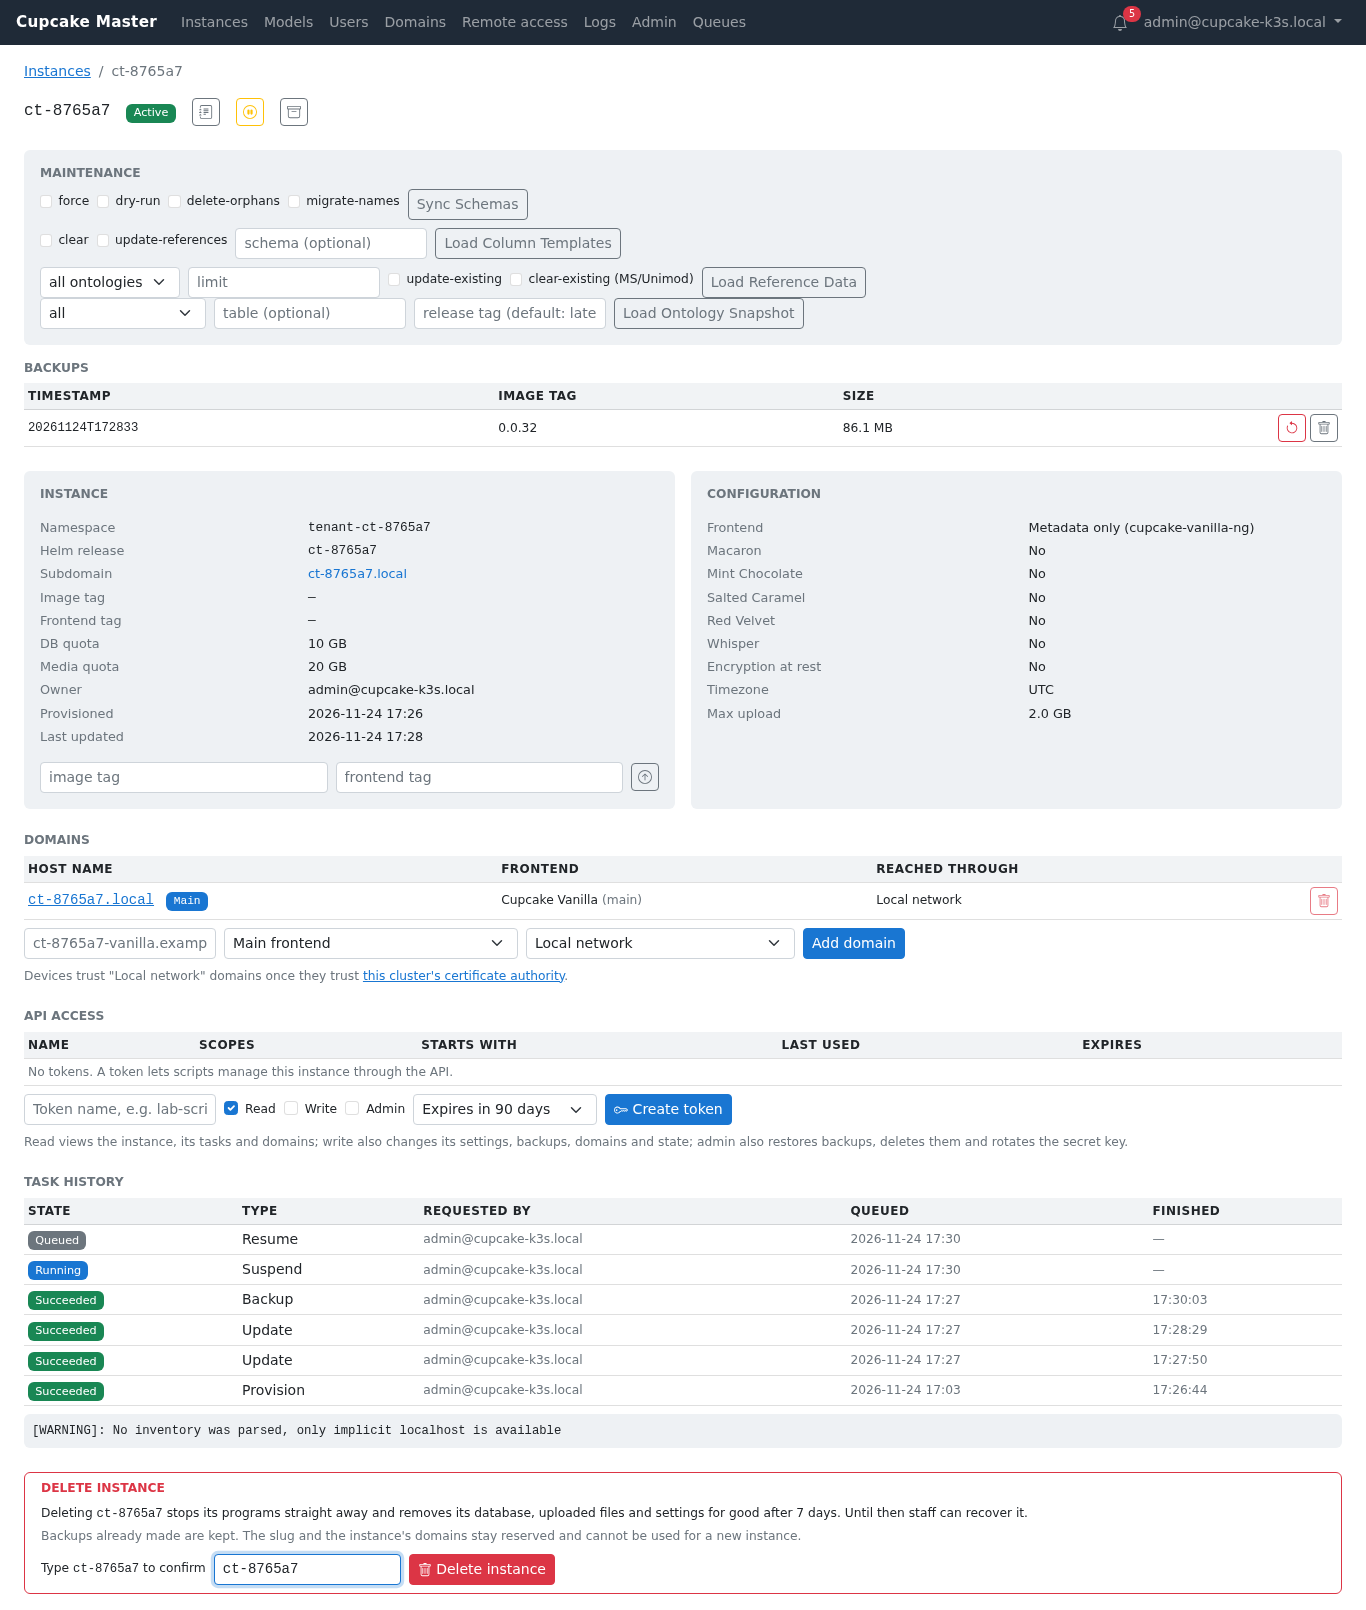 Cupcake Master Instances Models Users Domains Remote access Logs Admin Queues 5 admin@cupcake-k3s.local
Instances / ct-8765a7
ct-8765a7 Active
MAINTENANCE
force dry-run delete-orphans migrate-names Sync Schemas
clear update-references schema (optional) Load Column Templates
all ontologies limit update-existing clear-existing (MS/Unimod) Load Reference Data
all table (optional) release tag (default: late Load Ontology Snapshot
BACKUPS
TIMESTAMP IMAGE TAG SIZE
20261124T172833 0.0.32 86.1 MB
INSTANCE
Namespace tenant-ct-8765a7
Helm release ct-8765a7
Subdomain ct-8765a7.local
Image tag —
Frontend tag —
DB quota 10 GB
Media quota 20 GB
Owner admin@cupcake-k3s.local
Provisioned 2026-11-24 17:26
Last updated 2026-11-24 17:28
image tag frontend tag
CONFIGURATION
Frontend Metadata only (cupcake-vanilla-ng)
Macaron No
Mint Chocolate No
Salted Caramel No
Red Velvet No
Whisper No
Encryption at rest No
Timezone UTC
Max upload 2.0 GB
DOMAINS
HOST NAME FRONTEND REACHED THROUGH
ct-8765a7.local Main Cupcake Vanilla (main) Local network
ct-8765a7-vanilla.examp Main frontend Local network Add domain
Devices trust "Local network" domains once they trust this cluster's certificate authority.
API ACCESS
NAME SCOPES STARTS WITH LAST USED EXPIRES
No tokens. A token lets scripts manage this instance through the API.
Token name, e.g. lab-scri Read Write Admin Expires in 90 days Create token
Read views the instance, its tasks and domains; write also changes its settings, backups, domains and state; admin also restores backups, deletes them and rotates the secret key.
TASK HISTORY
STATE TYPE REQUESTED BY QUEUED FINISHED
Queued Resume admin@cupcake-k3s.local 2026-11-24 17:30 —
Running Suspend admin@cupcake-k3s.local 2026-11-24 17:30 —
Succeeded Backup admin@cupcake-k3s.local 2026-11-24 17:27 17:30:03
Succeeded Update admin@cupcake-k3s.local 2026-11-24 17:27 17:28:29
Succeeded Update admin@cupcake-k3s.local 2026-11-24 17:27 17:27:50
Succeeded Provision admin@cupcake-k3s.local 2026-11-24 17:03 17:26:44
[WARNING]: No inventory was parsed, only implicit localhost is available
DELETE INSTANCE
Deleting ct-8765a7 stops its programs straight away and removes its database, uploaded files and settings for good after 7 days. Until then staff can recover it.
Backups already made are kept. The slug and the instance's domains stay reserved and cannot be used for a new instance.
Type ct-8765a7 to confirm ct-8765a7 Delete instance